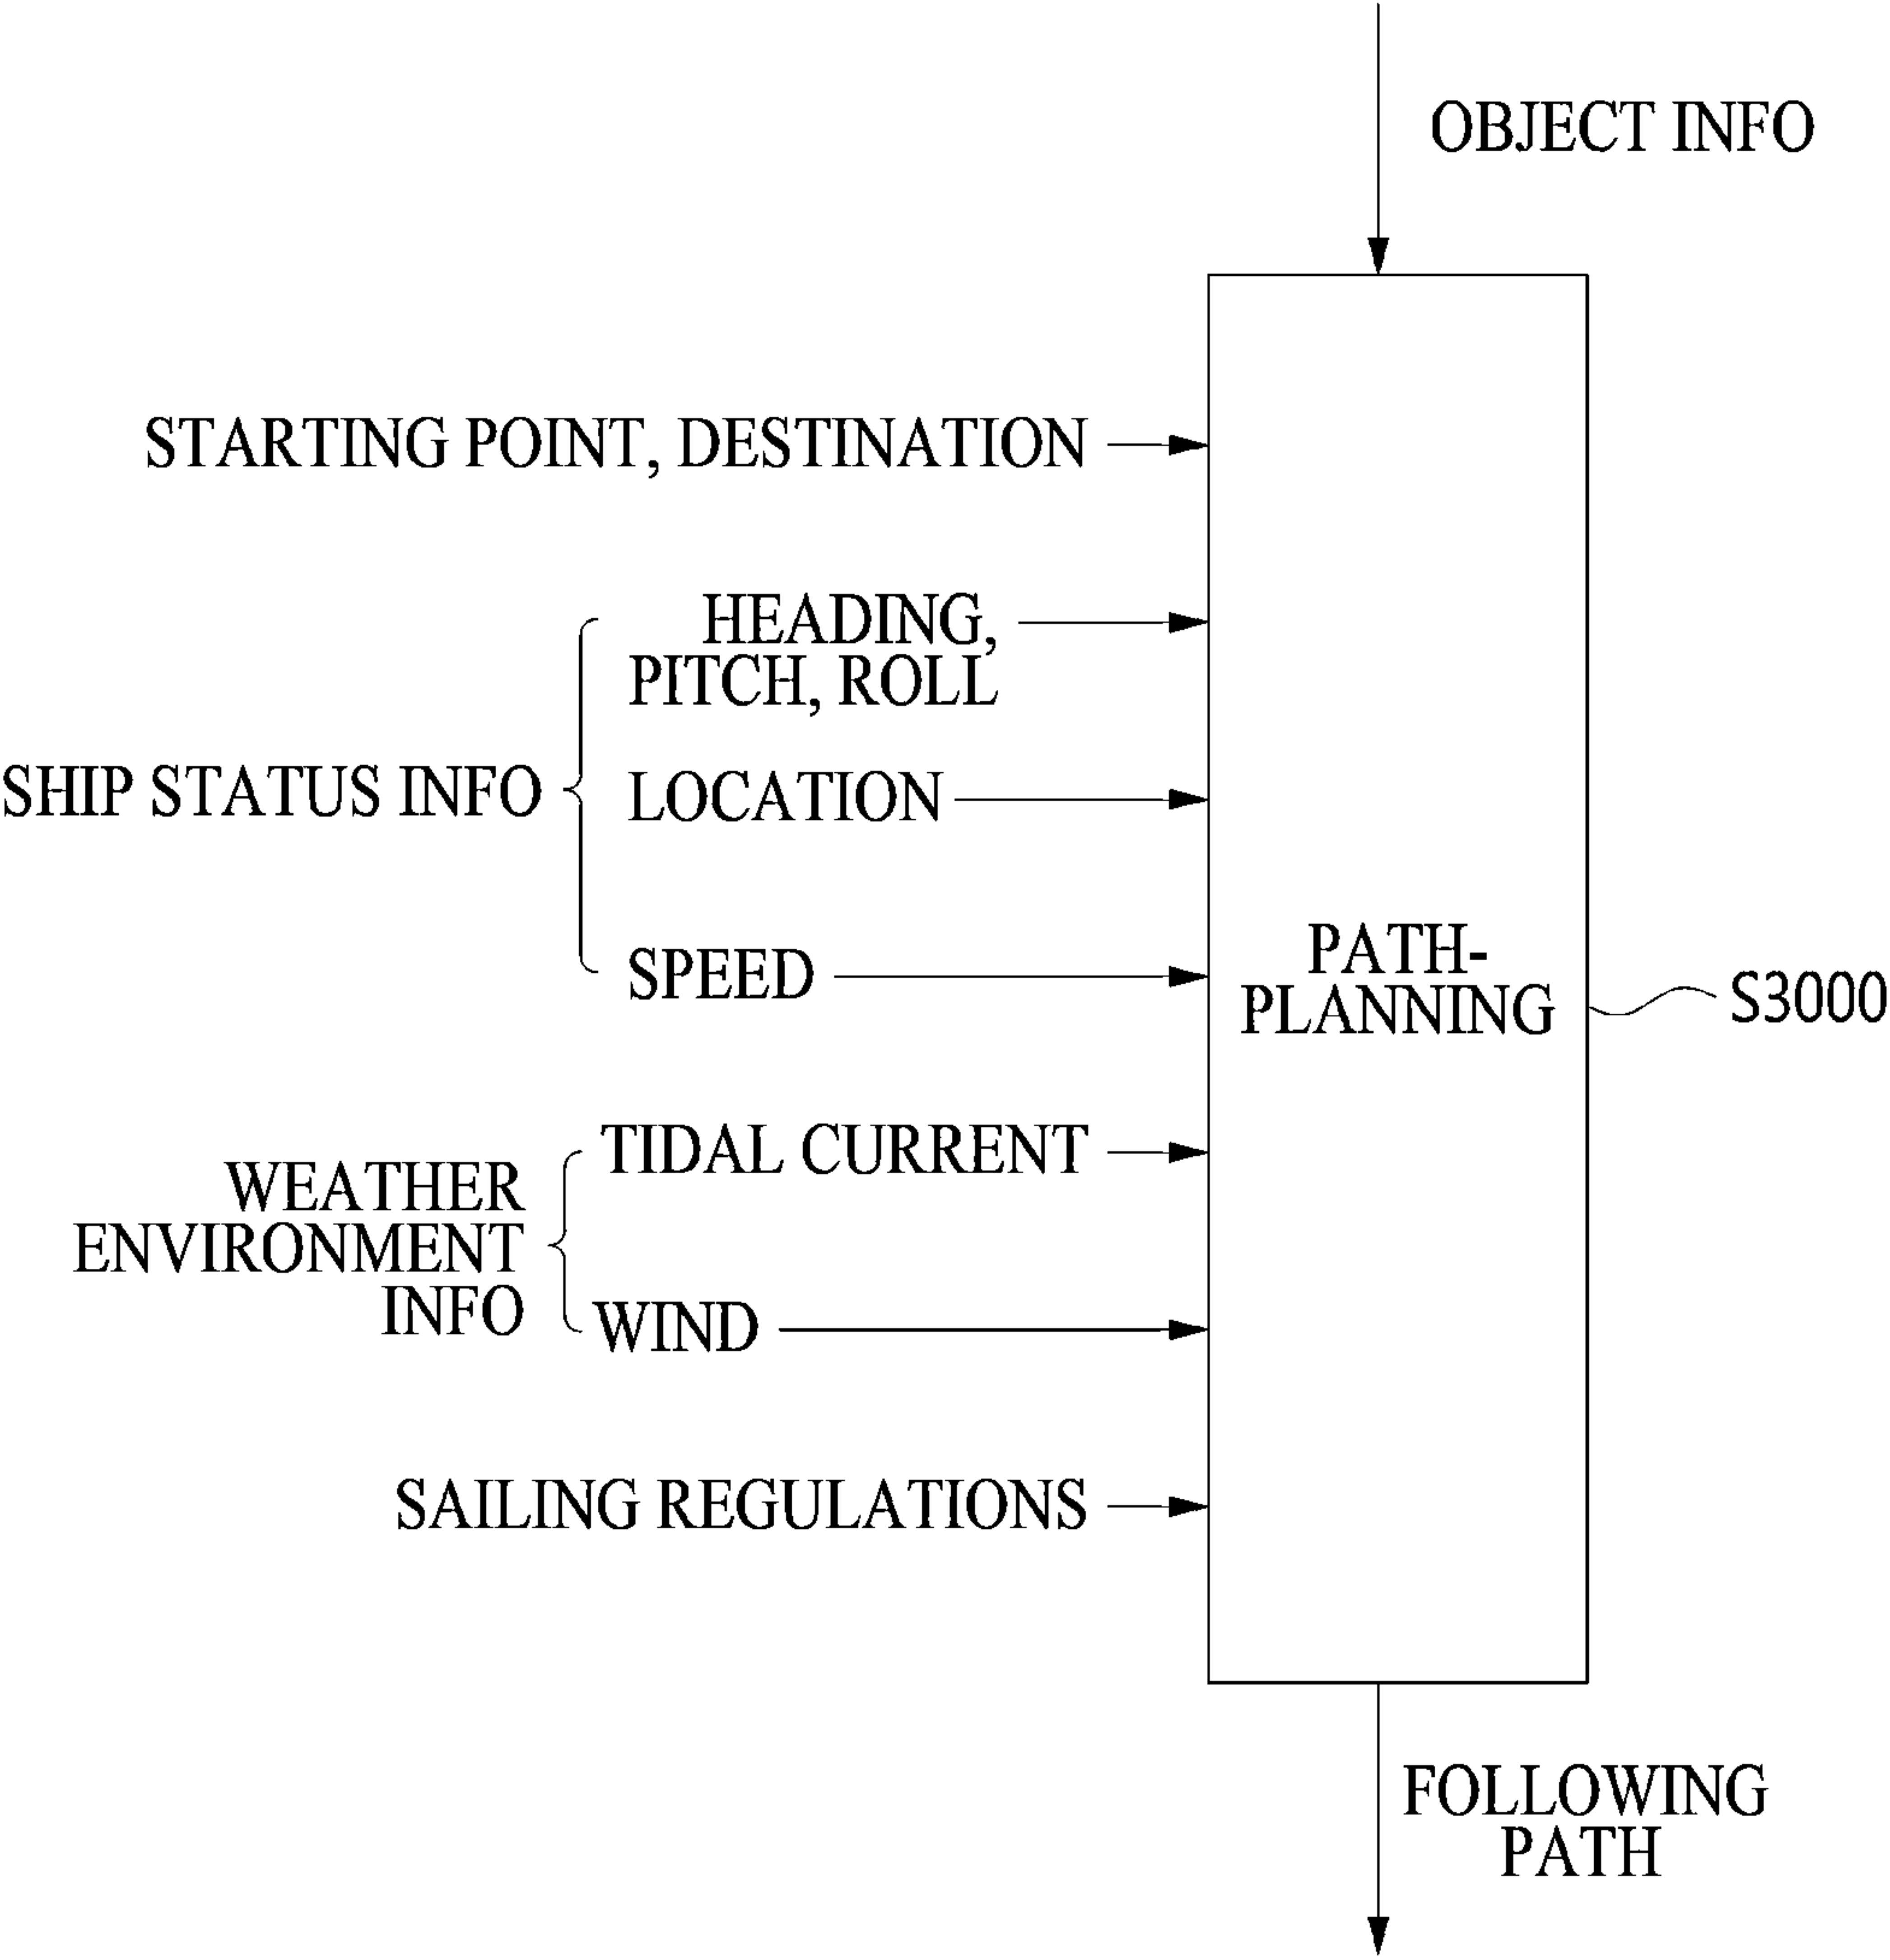 OBJECT INFO
STARTING POINT, DESTINATION
HEADING,
PITCH, ROLL
SHIP STATUS INFO
LOCATION
SPEED
PATH-
PLANNING
S3000
TIDAL CURRENT
WEATHER
ENVIRONMENT
INFO
WIND
SAILING REGULATIONS
FOLLOWING
PATH